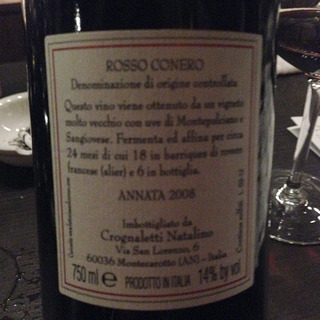 ROSSO CONERO
Denominazione di origine controllata
Questo vino viene ottenuto da un vigneto
molto vecchio con uve di Montepulciano e
Sangiovese. Fermenta ed affina per circa
24 mesi di cui 18 in barriques di rovere
francese (alier) e 6 in bottiglia.
ANNATA 2008
Imbottigliato da
Crognaletti Natalino
Via San Lorenzo, 6
60036 Montecarotto (AN) - Italia
750 ml e PRODOTTO IN ITALIA 14% by vol